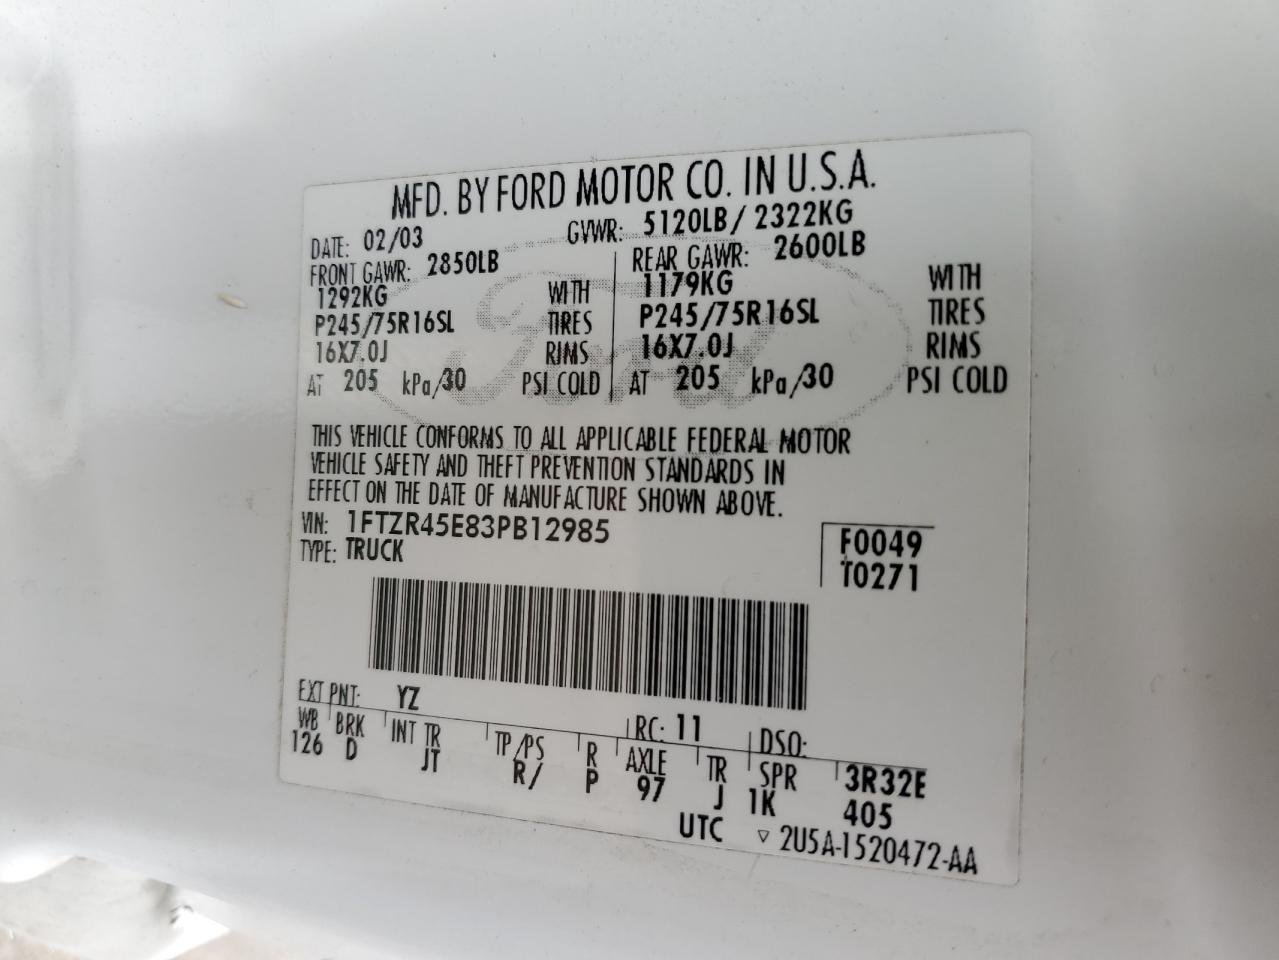 MFD. BY FORD MOTOR CO. IN U.S.A.
DATE: 02/03 GVWR: 5120LB/ 2322KG
FRONT GAWR: 2850LB REAR GAWR: 2600LB
1292KG WITH 1179KG WITH
P245/75R16SL TIRES P245/75R16SL TIRES
16X7.0J RIMS 16X7.0J RIMS
AT 205 kPa/30 PSI COLD AT 205 kPa/30 PSI COLD
Ford
THIS VEHICLE CONFORMS TO ALL APPLICABLE FEDERAL MOTOR
VEHICLE SAFETY AND THEFT PREVENTION STANDARDS IN
EFFECT ON THE DATE OF MANUFACTURE SHOWN ABOVE.
VIN: 1FTZR45E83PB12985
TYPE: TRUCK
F0049
T0271
EXT PNT: YZ RC: 11 DSO:
WB BRK INT TR TP/PS R AXLE TR SPR 3R32E
126 D JT R/ P 97 J 1K 405
UTC ▽ 2U5A-1520472-AA